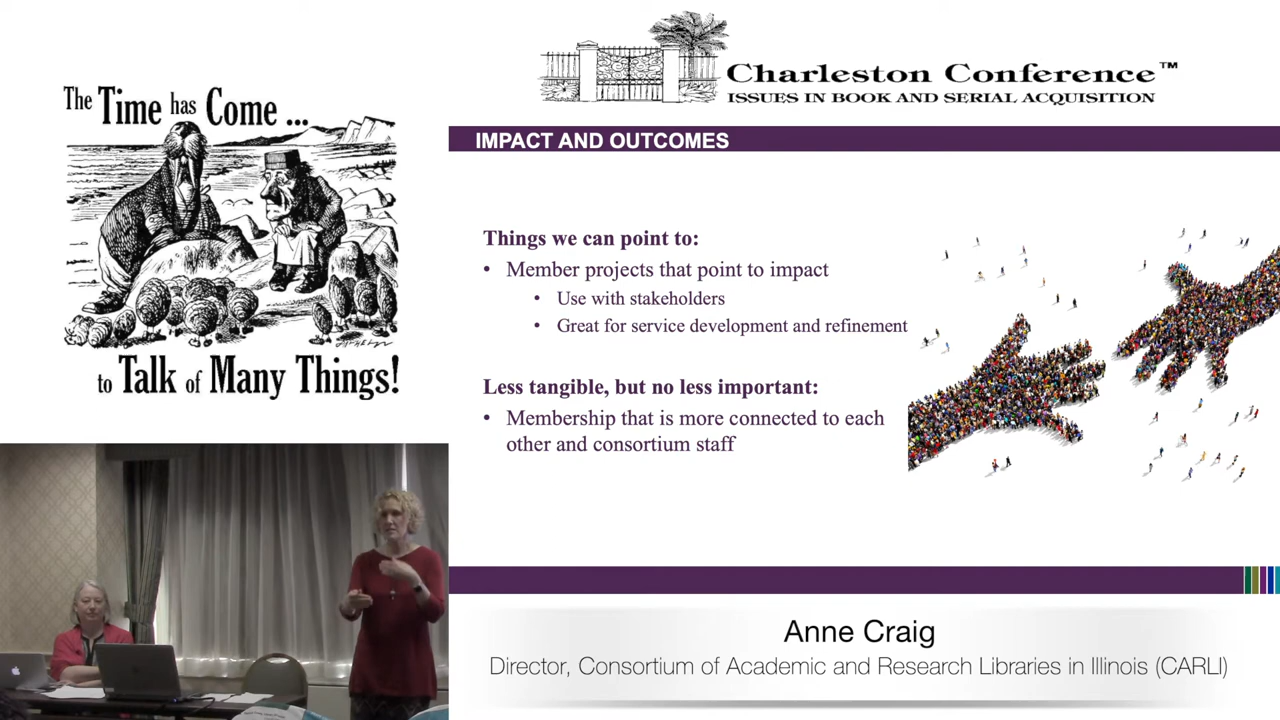 The Time has Come ...
to Talk of Many Things!
Charleston Conference™
ISSUES IN BOOK AND SERIAL ACQUISITION
IMPACT AND OUTCOMES
Things we can point to:
• Member projects that point to impact
• Use with stakeholders
• Great for service development and refinement
Less tangible, but no less important:
• Membership that is more connected to each
other and consortium staff
Anne Craig
Director, Consortium of Academic and Research Libraries in Illinois (CARLI)